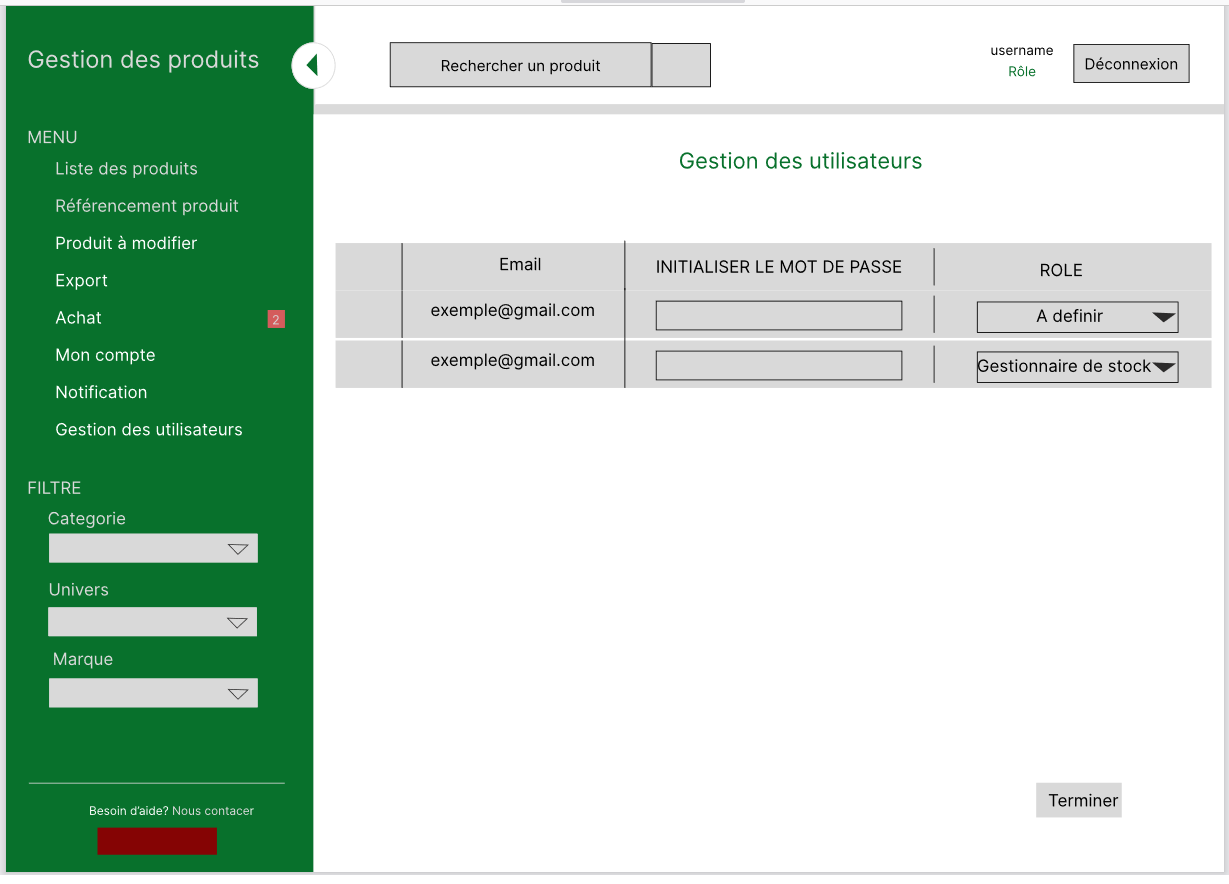 Gestion des produits
Rechercher un produit
username
Rôle
Déconnexion
MENU
Liste des produits
Référencement produit
Produit à modifier
Export
Achat 2
Mon compte
Notification
Gestion des utilisateurs
FILTRE
Categorie
Univers
Marque
Besoin d'aide? Nous contacer
Gestion des utilisateurs
Email INITIALISER LE MOT DE PASSE ROLE
exemple@gmail.com A definir
exemple@gmail.com Gestionnaire de stock
Terminer